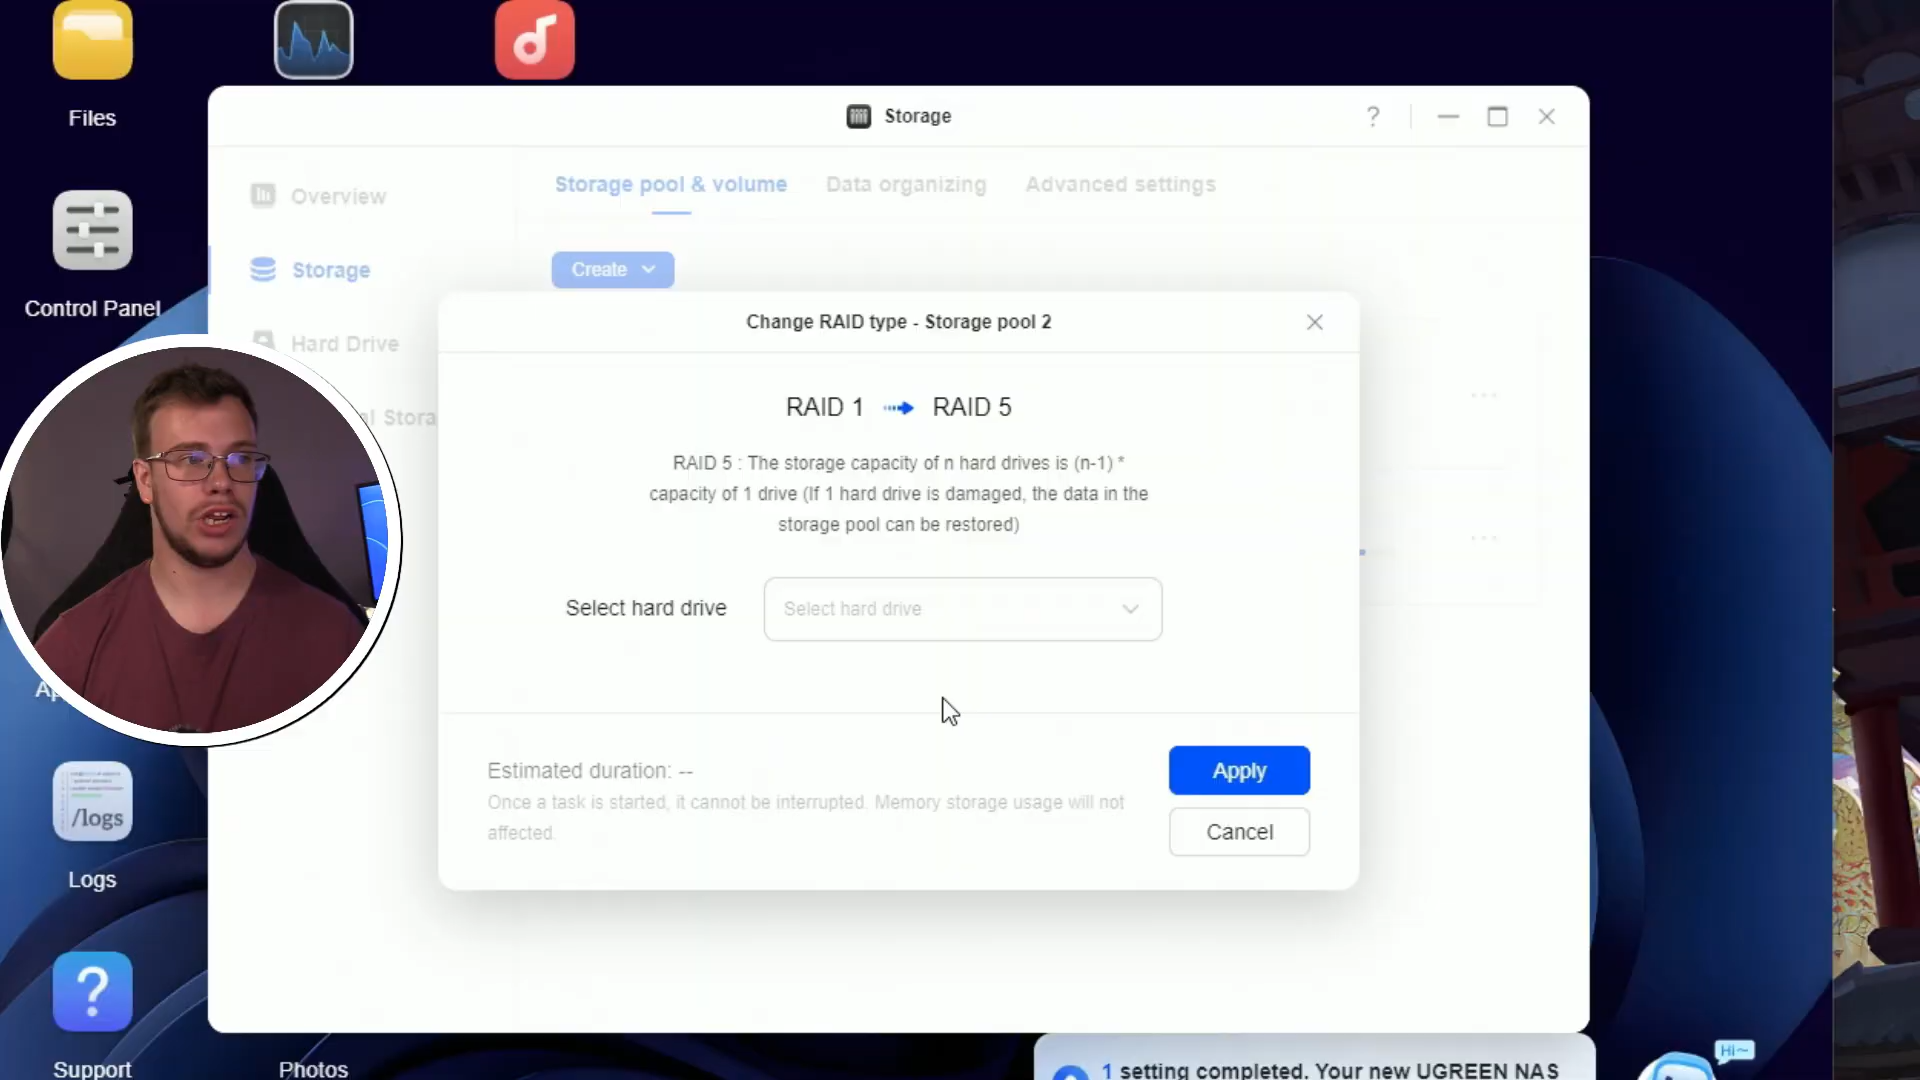 Files
Storage
?
Control Panel
Overview
Storage
Hard Drive
al Stora
Storage pool & volume
Data organizing
Advanced settings
Create
Change RAID type - Storage pool 2
RAID 1
RAID 5
RAID 5 : The storage capacity of n hard drives is (n-1) *
capacity of 1 drive (If 1 hard drive is damaged, the data in the
storage pool can be restored)
Select hard drive
Select hard drive
Estimated duration: --
Once a task is started, it cannot be interrupted. Memory storage usage will not
affected.
Apply
Cancel
Ap
/logs
Logs
?
Support
Photos
1 setting completed. Your new UGREEN NAS
Hi~